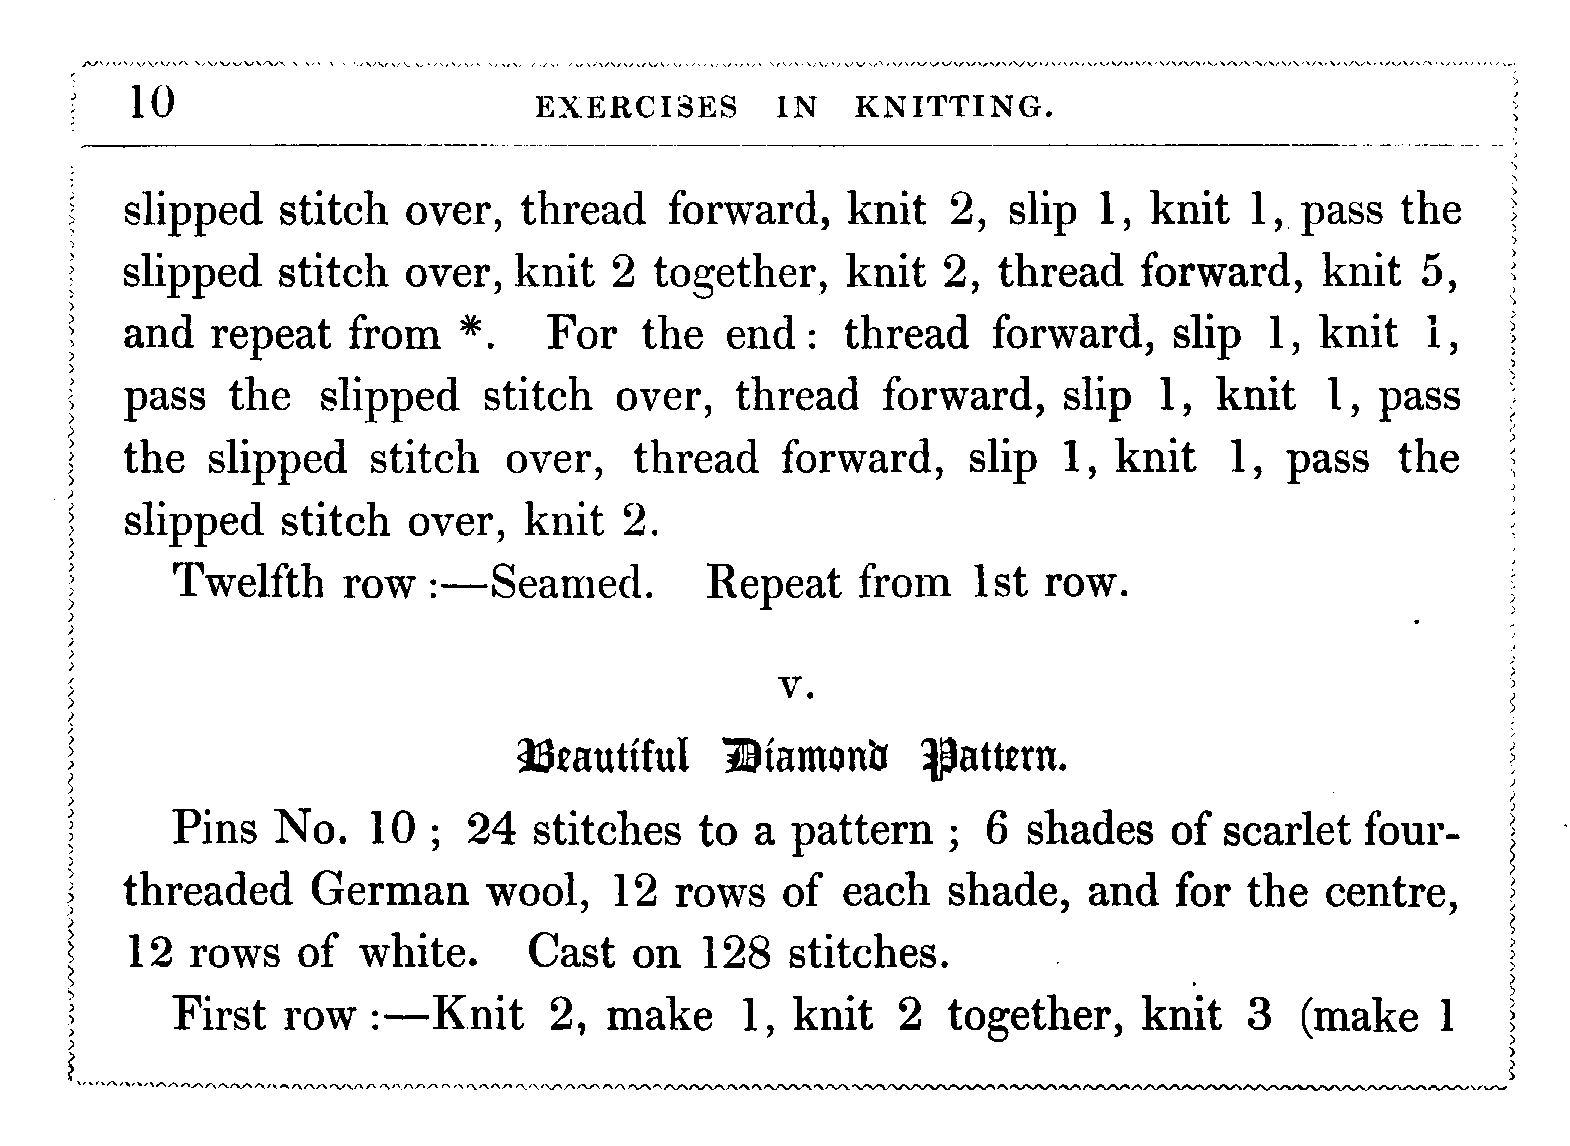 10 EXERCISES IN KNITTING.
slipped stitch over, thread forward, knit 2, slip 1, knit 1, pass the
slipped stitch over, knit 2 together, knit 2, thread forward, knit 5,
and repeat from *. For the end: thread forward, slip 1, knit 1,
pass the slipped stitch over, thread forward, slip 1, knit 1, pass
the slipped stitch over, thread forward, slip 1, knit 1, pass the
slipped stitch over, knit 2.
Twelfth row:—Seamed. Repeat from 1st row.
V.
Beautiful Diamond Pattern.
Pins No. 10; 24 stitches to a pattern; 6 shades of scarlet four-
threaded German wool, 12 rows of each shade, and for the centre,
12 rows of white. Cast on 128 stitches.
First row:—Knit 2, make 1, knit 2 together, knit 3 (make 1